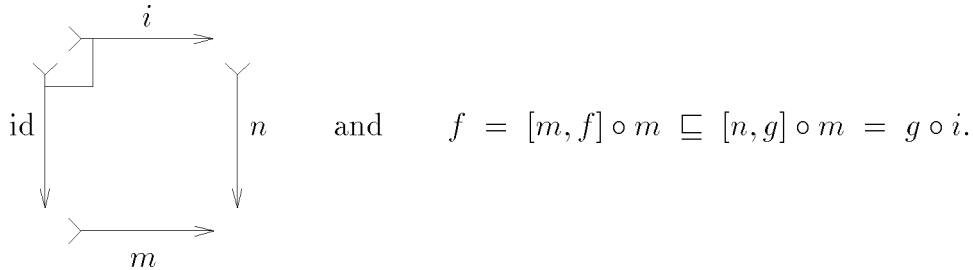 i
id
n
and
f = [m, f] ∘ m ⊑ [n, g] ∘ m = g ∘ i.
m